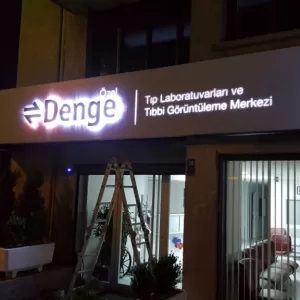 Özel
Denge
Tıp Laboratuvarları ve
Tıbbi Görüntüleme Merkezi